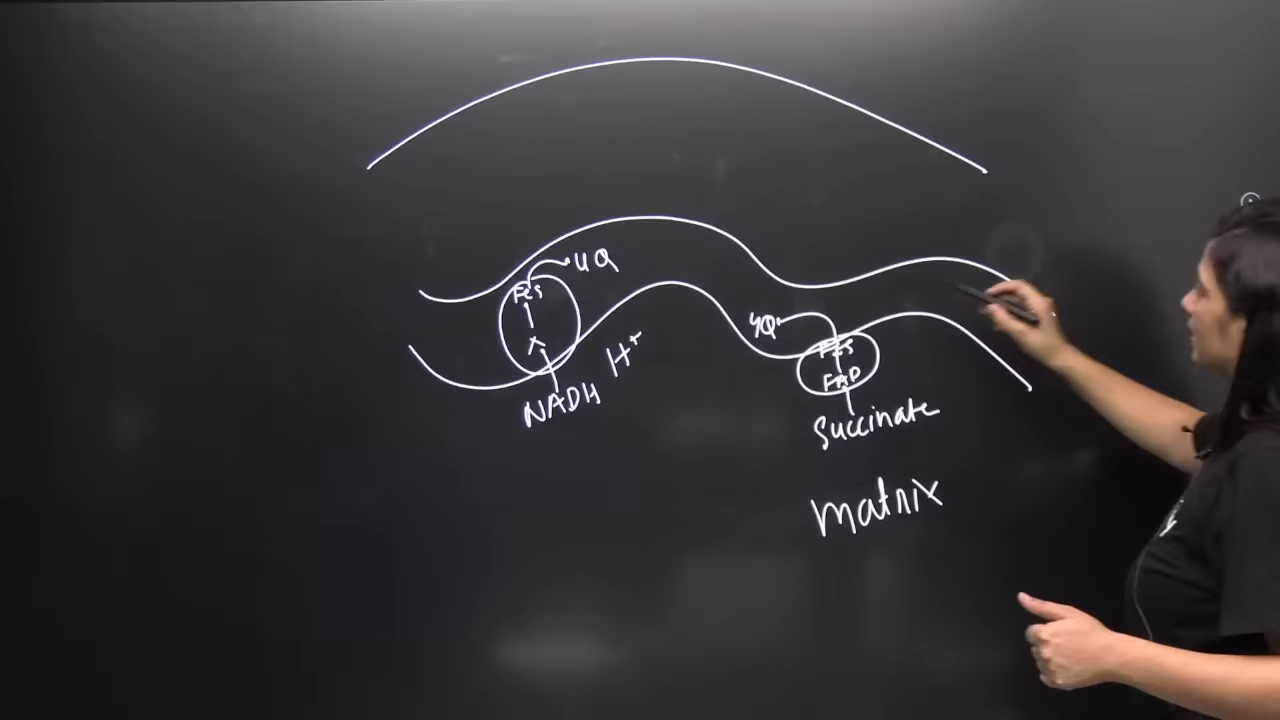 UQ
FeS
NADH
H+
UQ
FeS
FAD
Succinate
Matrix